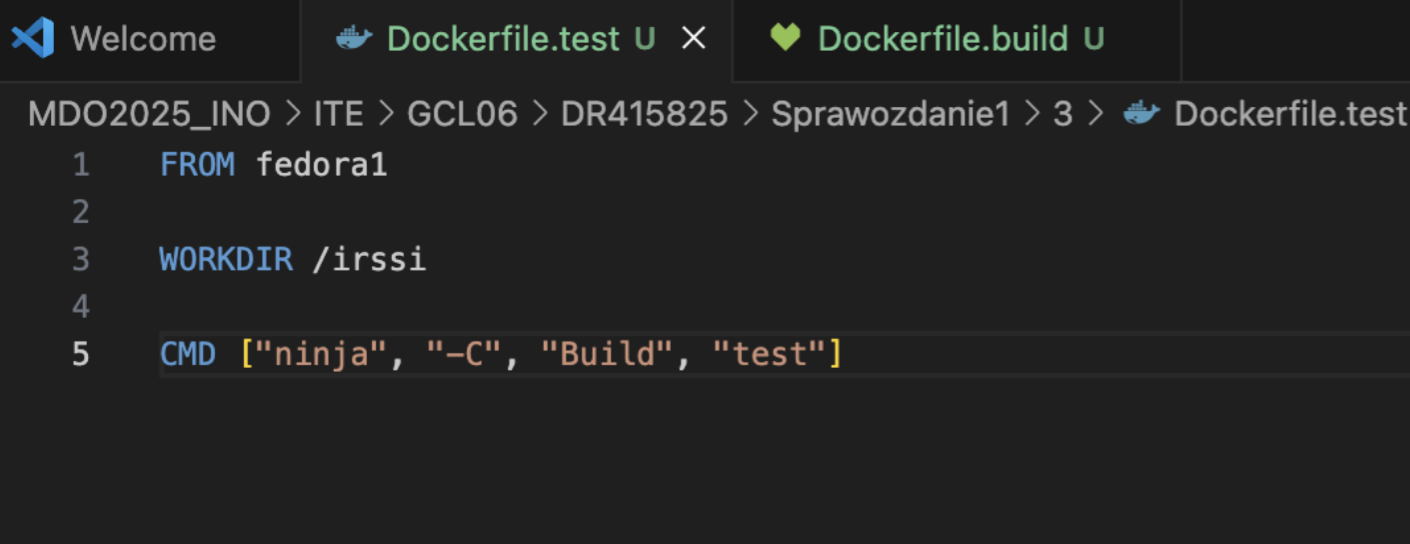 Welcome Dockerfile.test U Dockerfile.build U
MDO2025_INO > ITE > GCL06 > DR415825 > Sprawozdanie1 > 3 > Dockerfile.test
1 FROM fedora1
2
3 WORKDIR /irssi
4
5 CMD ["ninja", "-C", "Build", "test"]